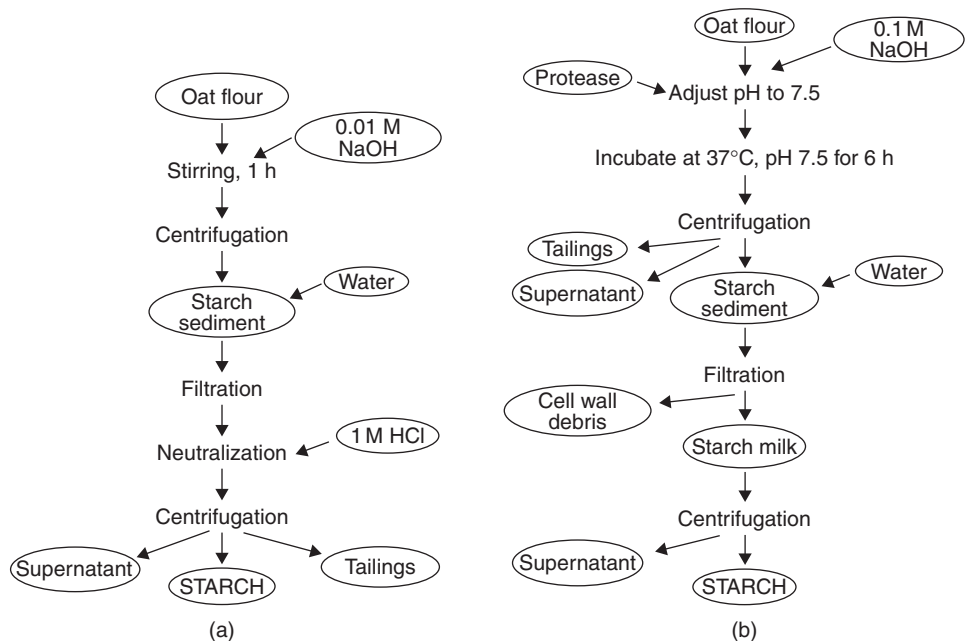 Oat flour
0.01 M
NaOH
Stirring, 1 h
Centrifugation
Water
Starch
sediment
Filtration
1 M HCl
Neutralization
Centrifugation
Supernatant
STARCH
Tailings
(a)
Oat flour
0.1 M
NaOH
Protease
Adjust pH to 7.5
Incubate at 37°C, pH 7.5 for 6 h
Centrifugation
Tailings
Supernatant
Starch
sediment
Water
Filtration
Cell wall
debris
Starch milk
Centrifugation
Supernatant
STARCH
(b)